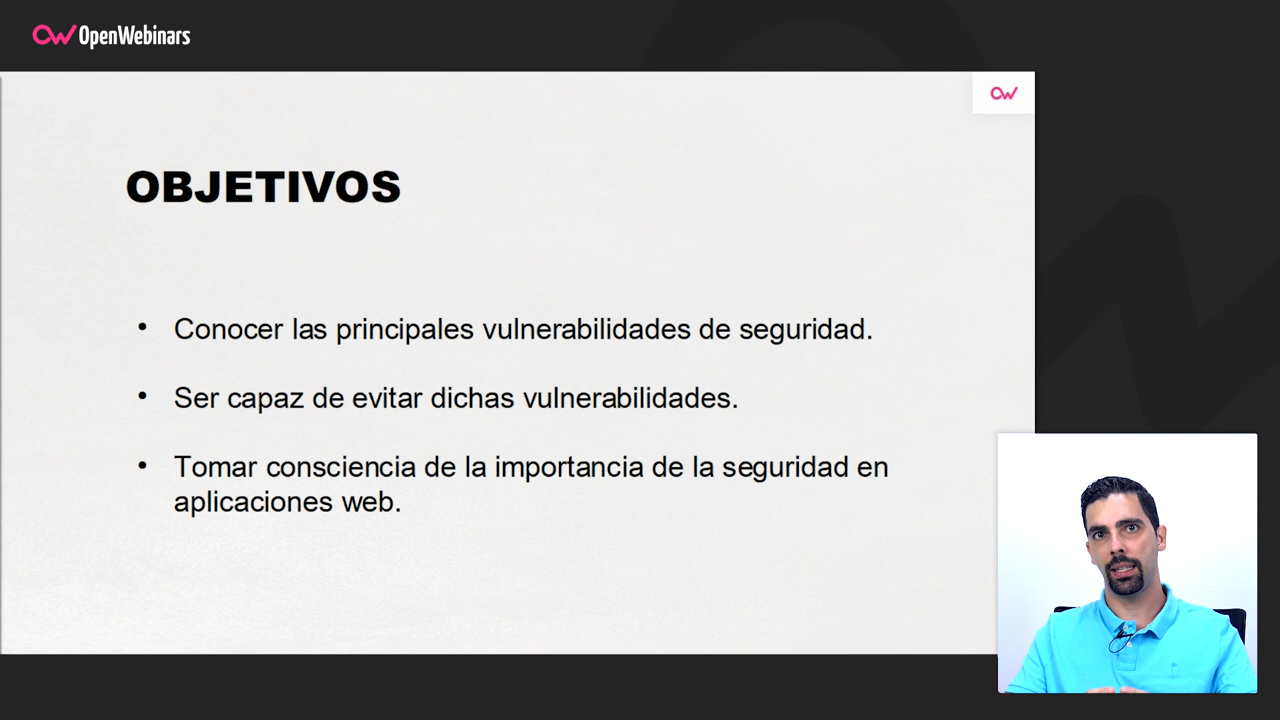 OpenWebinars
OBJETIVOS
• Conocer las principales vulnerabilidades de seguridad.
• Ser capaz de evitar dichas vulnerabilidades.
• Tomar consciencia de la importancia de la seguridad en
aplicaciones web.